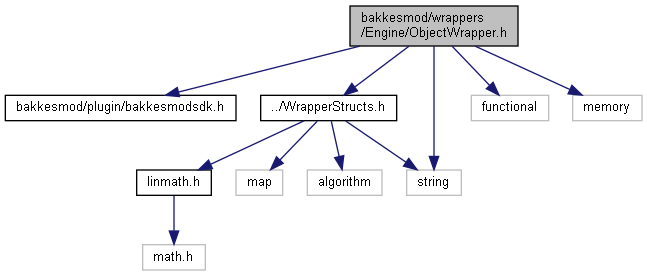 bakkesmod/wrappers
/Engine/ObjectWrapper.h
bakkesmod/plugin/bakkesmodsdk.h
../WrapperStructs.h
functional
memory
linmath.h
map
algorithm
string
math.h